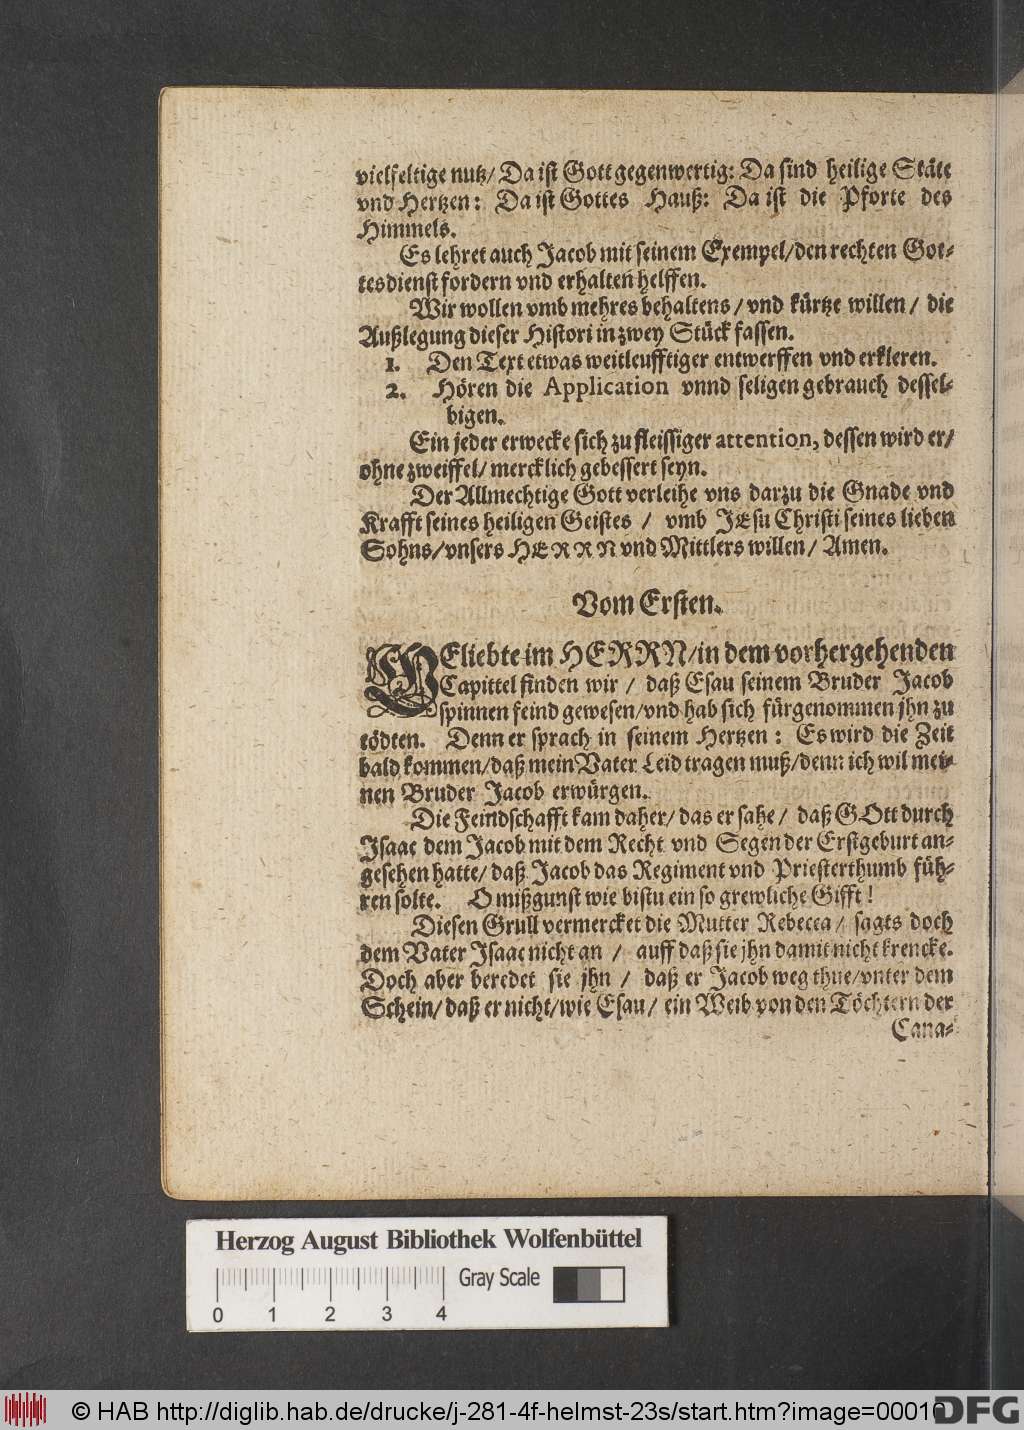 vielfeltige nutz/ Da ist Gott gegenwertig: Da sind heilige Stäte
vnd Hertzen: Da ist Gottes Hauß: Da ist die Pforte des
Himmels.
Es lehret auch Jacob mit seinem Exempel/ den rechten Got-
tesdienst fordern vnd erhalten helffen.
Wir wollen vmb mehres behaltens/ vnd kürtze willen/ die
Außlegung dieser Histori in zwey Stück fassen.
1. Den Text etwas weitleufftiger entwerffen vnd erkleren.
2. Hören die Application vnnd seligen gebrauch dessel-
bigen.
Ein jeder erwecke sich zu fleissiger attention, dessen wird er/
ohne zweiffel/ mercklich gebessert seyn.
Der Allmechtige Gott verleihe vns darzu die Gnade vnd
Krafft seines heiligen Geistes/ vmb JEsu Christi seines lieben
Sohns/ vnsers HERRN vnd Mittlers willen/ Amen.
Vom Ersten.
GEliebte im HERRN/ in dem vorhergehenden
Capittel finden wir/ daß Esau seinem Bruder Jacob
spinnen feind gewesen/ vnd hab sich fürgenommen jhn zu
tödten. Denn er sprach in seinem Hertzen: Es wird die Zeit
bald kommen/ daß mein Vater Leid tragen muß/ denn ich wil mei-
nen Bruder Jacob erwürgen.
Die Feindschafft kam daher/ das er sahe/ daß GOtt durch
Isaac dem Jacob mit dem Recht vnd Segen der Erstgeburt an-
gesehen hatte/ daß Jacob das Regiment vnd Priesterthumb füh-
ren solte. O mißgunst wie bistu ein so grewliche Gifft!
Diesen Grull vermercket die Mutter Rebecca/ sagts doch
dem Vater Isaac nicht an/ auff daß sie jhn damit nicht krencke.
Doch aber beredet sie jhn/ daß er Jacob weg thue/ vnter dem
Schein/ daß er nicht/ wie Esau/ ein Weib von den Töchtern der
Cana-
Herzog August Bibliothek Wolfenbüttel
Gray Scale
0 1 2 3 4
© HAB http://diglib.hab.de/drucke/j-281-4f-helmst-23s/start.htm?image=00010
DFG